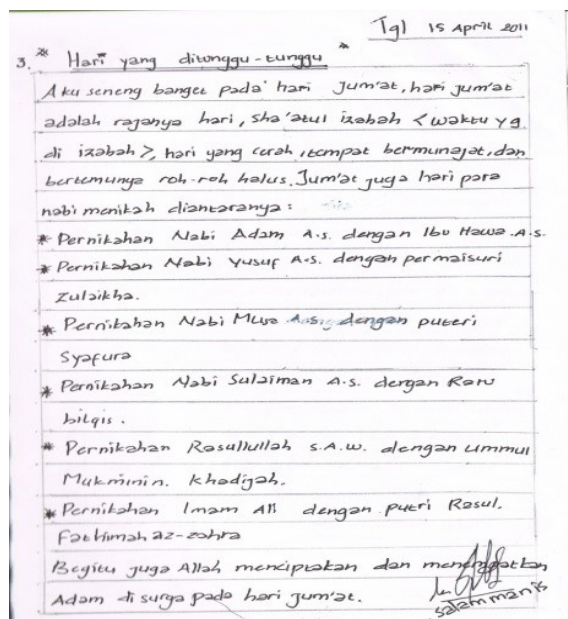 Tgl 15 April 2011
3. * Hari yang ditunggu-tunggu *
Aku seneng banget pada hari Jum'at, hari jum'at
adalah rajanya hari, sha'atul izabah <waktu yg
di izabah>, hari yang cerah, tempat bermunajat, dan
bertemunya roh-roh halus. Jum'at juga hari para
nabi menikah diantaranya :
* Pernikahan Nabi Adam A.s. dengan Ibu Hawa A.s.
* Pernikahan Nabi Yusuf A.s. dengan permaisuri
Zulaikha.
* Pernikahan Nabi Musa A.s. dengan puteri
Syafura
* Pernikahan Nabi Sulaiman A.s. dengan Ratu
bilqis.
* Pernikahan Rasullullah s.a.w. dengan ummul
Mukminin. Khadijah.
* Pernikahan Imam Ali dengan puteri Rasul.
Fathimah az-zahra
Begitu juga Allah menciptakan dan menempatkan
Adam di surga pada hari jum'at.
salam manis